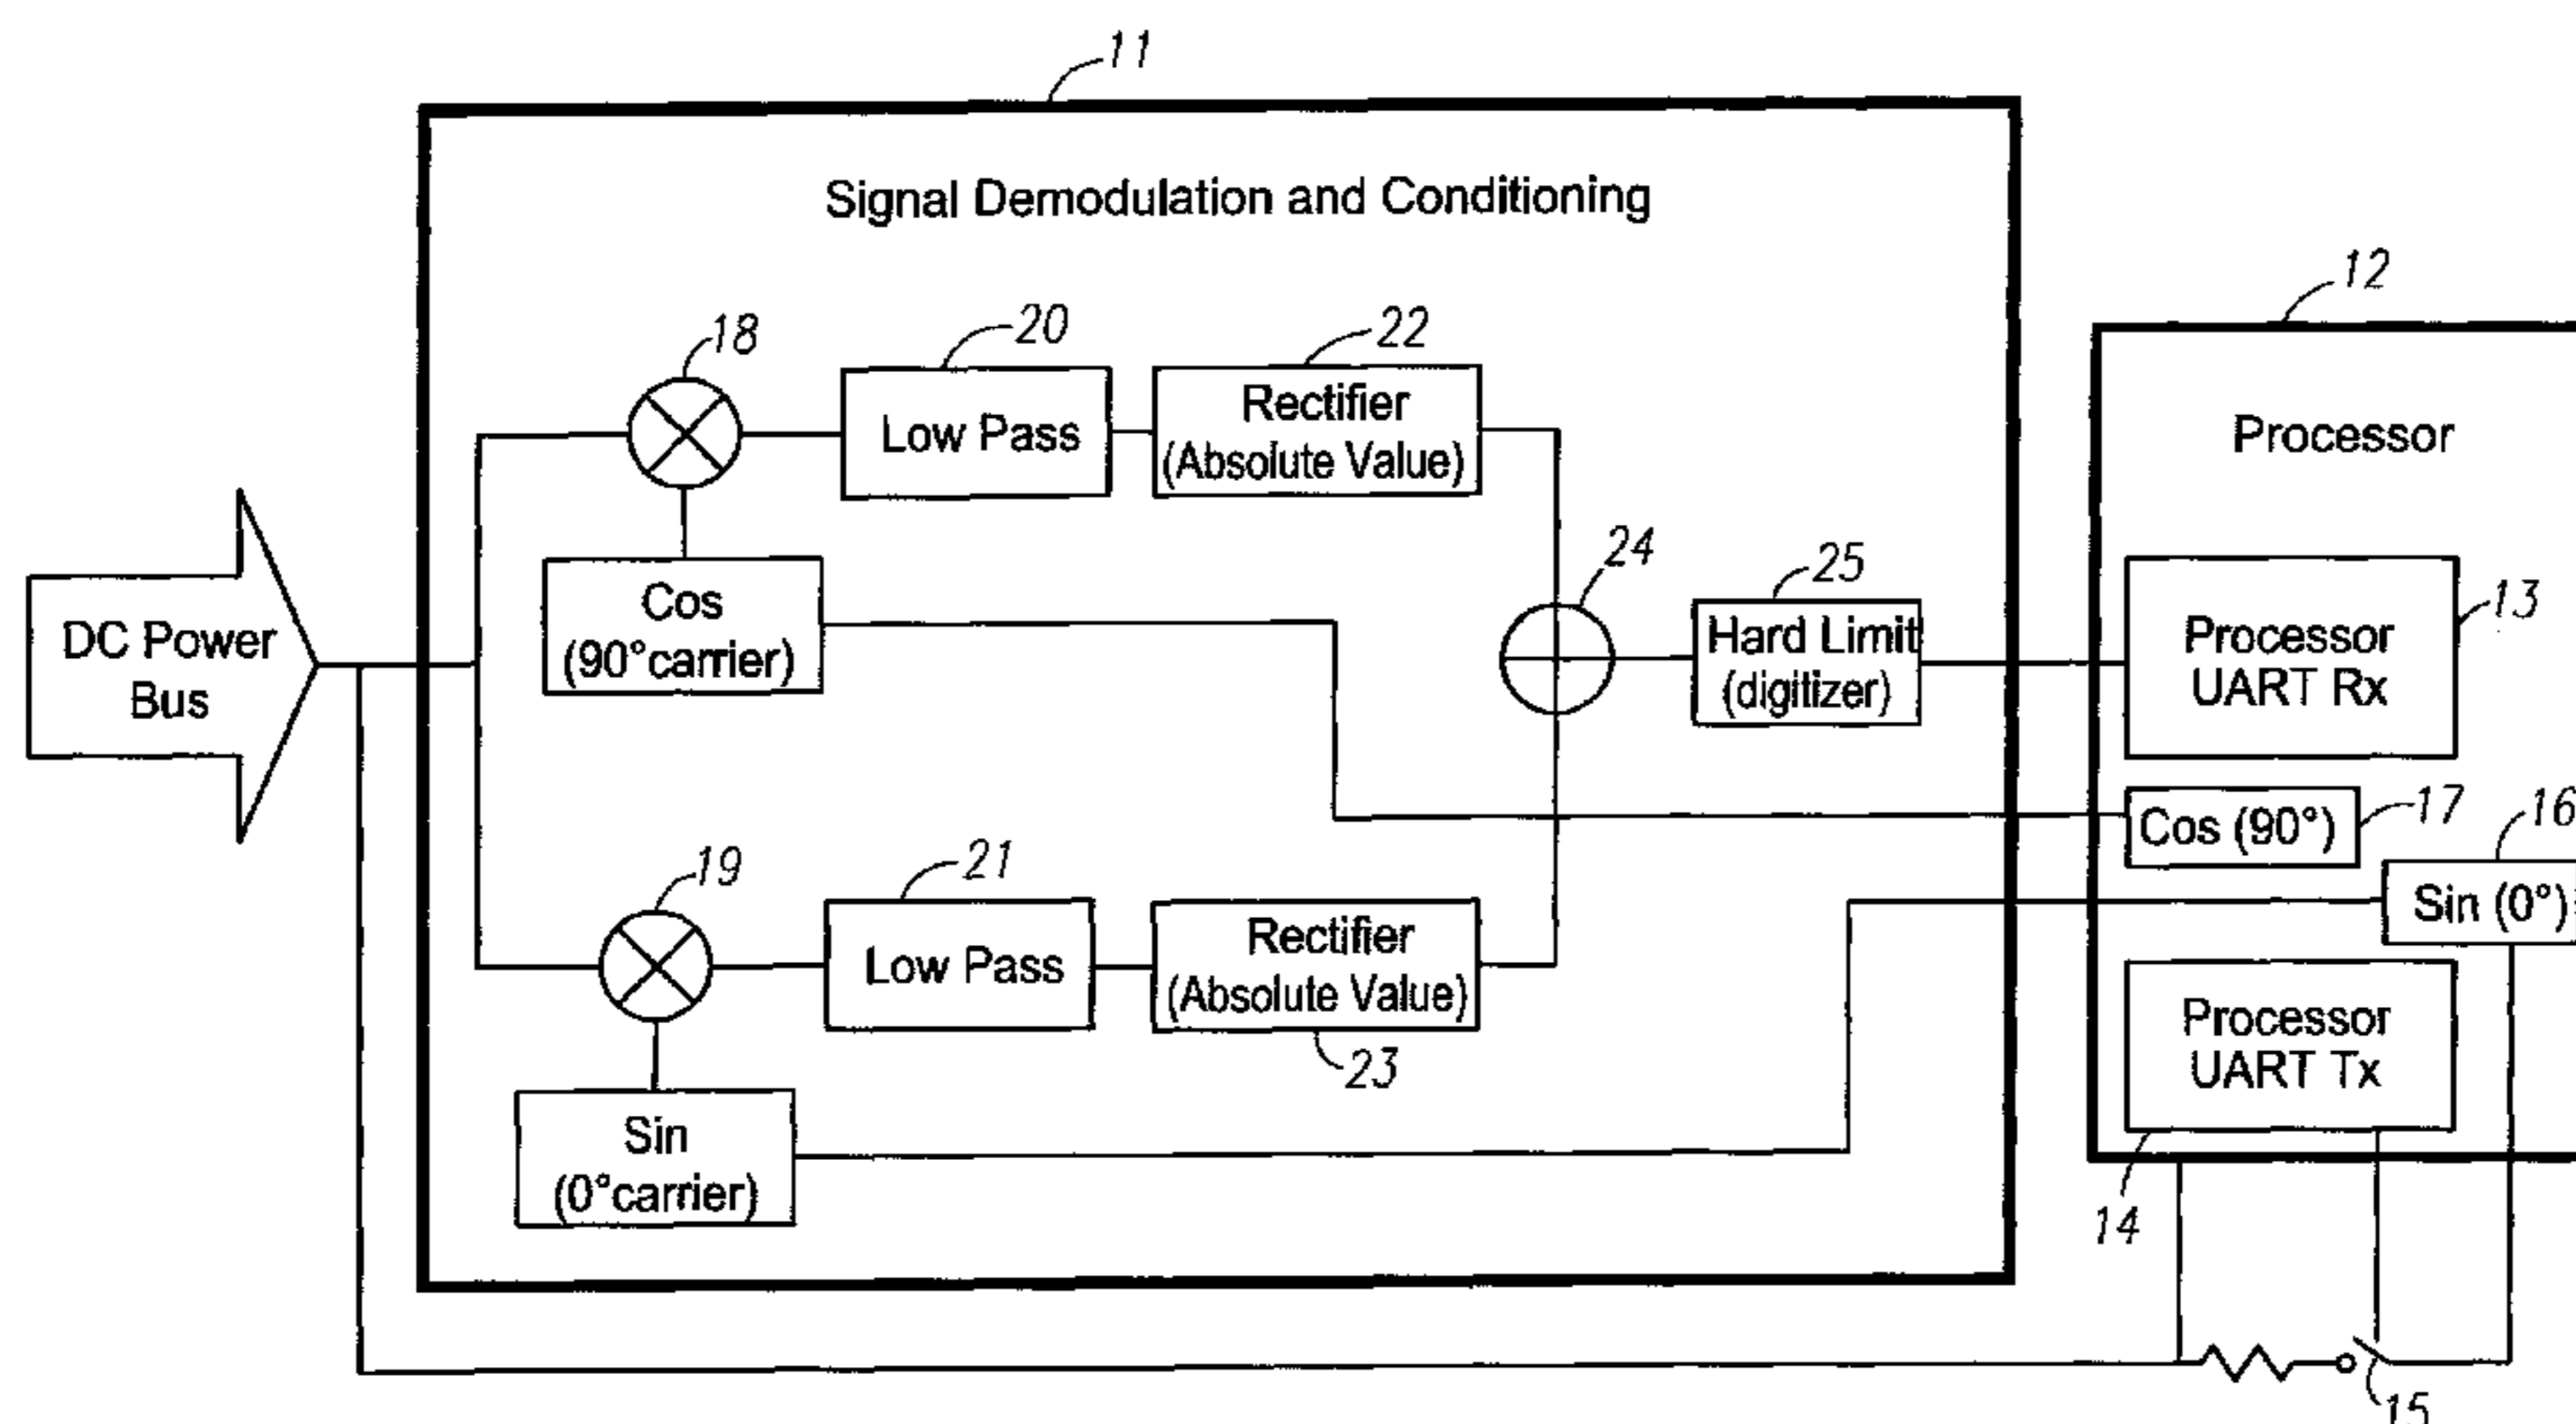 11
Signal Demodulation and Conditioning
12
18
20
22
Low Pass
Rectifier
(Absolute Value)
Processor
DC Power
Bus
Cos
(90°carrier)
24
25
Hard Limit
(digitizer)
Processor
UART Rx
13
Cos (90°)
17
16
Sin (0°)
19
21
Low Pass
Rectifier
(Absolute Value)
23
Processor
UART Tx
14
Sin
(0°carrier)
15